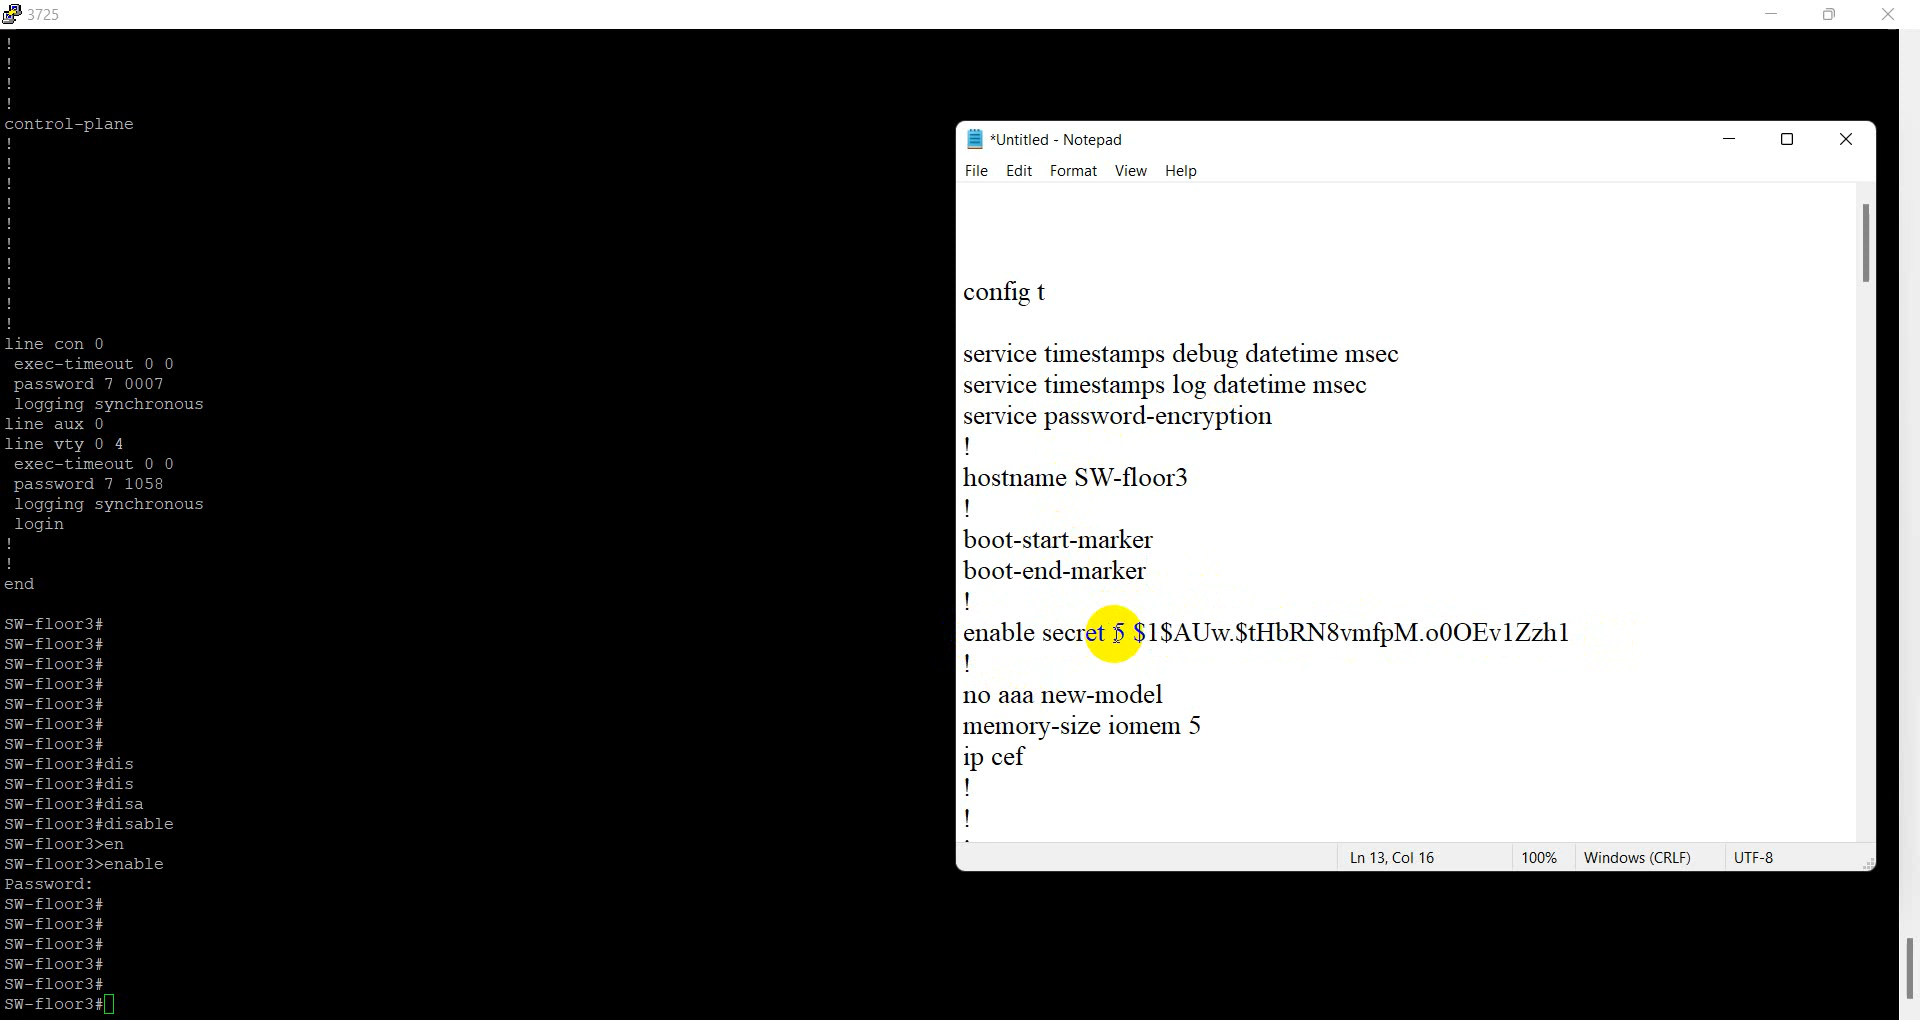 3725
!
!
!
!
control-plane
!
!
!
!
!
!
!
!
!
!
line con 0
exec-timeout 0 0
password 7 0007
logging synchronous
line aux 0
line vty 0 4
exec-timeout 0 0
password 7 1058
logging synchronous
login
!
!
end
SW-floor3#
SW-floor3#
SW-floor3#
SW-floor3#
SW-floor3#
SW-floor3#
SW-floor3#
SW-floor3#dis
SW-floor3#dis
SW-floor3#disa
SW-floor3#disable
SW-floor3>en
SW-floor3>enable
Password:
SW-floor3#
SW-floor3#
SW-floor3#
SW-floor3#
SW-floor3#
SW-floor3#
*Untitled - Notepad
File Edit Format View Help
config t
service timestamps debug datetime msec
service timestamps log datetime msec
service password-encryption
!
hostname SW-floor3
!
boot-start-marker
boot-end-marker
!
enable secret 5 $1$AUw.$tHbRN8vmfpM.o0OEv1Zzh1
!
no aaa new-model
memory-size iomem 5
ip cef
!
!
Ln 13, Col 16 100% Windows (CRLF) UTF-8